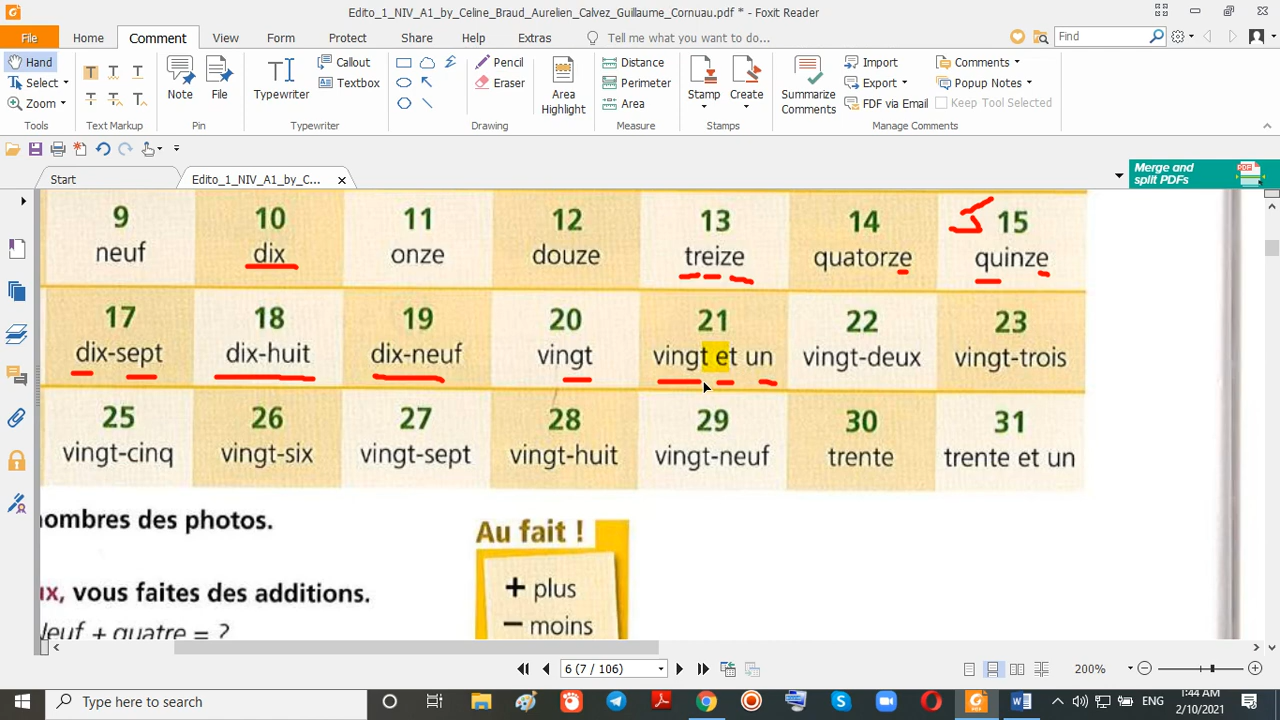 Edito_1_NIV_A1_by_Celine_Braud_Aurelien_Calvez_Guillaume_Cornuau.pdf * - Foxit Reader
File Home Comment View Form Protect Share Help Extras Tell me what you want to do... Find
Hand Select Zoom Tools
Text Markup
Note File Pin
Typewriter Callout Textbox Typewriter
Pencil Eraser Area Highlight Drawing
Distance Perimeter Area Measure
Stamp Create Stamps
Summarize Comments Import Export FDF via Email Comments Popup Notes Keep Tool Selected Manage Comments
Start Edito_1_NIV_A1_by_C... Merge and split PDFs
9 10 11 12 13 14 15
neuf dix onze douze treize quatorze quinze
17 18 19 20 21 22 23
dix-sept dix-huit dix-neuf vingt vingt et un vingt-deux vingt-trois
25 26 27 28 29 30 31
vingt-cinq vingt-six vingt-sept vingt-huit vingt-neuf trente trente et un
ombres des photos.
Au fait !
ux, vous faites des additions.
+ plus
euf + quatre = ?
− moins
6 (7 / 106) 200%
Type here to search ENG 1:44 AM
2/10/2021